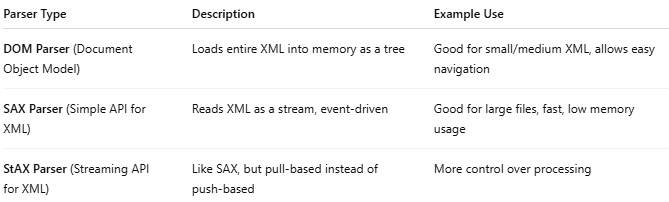 Parser Type Description Example Use
DOM Parser (Document Loads entire XML into memory as a tree Good for small/medium XML, allows easy
Object Model) navigation
SAX Parser (Simple API for Reads XML as a stream, event-driven Good for large files, fast, low memory
XML) usage
StAX Parser (Streaming API Like SAX, but pull-based instead of More control over processing
for XML) push-based